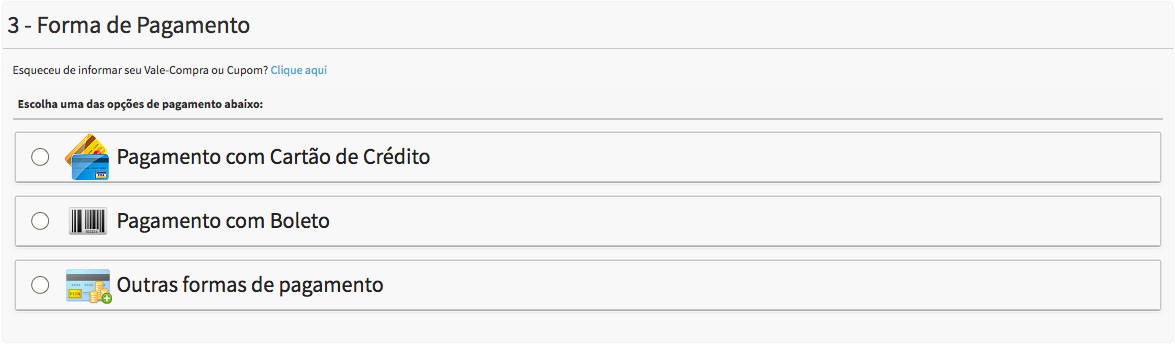 3 - Forma de Pagamento
Esqueceu de informar seu Vale-Compra ou Cupom? Clique aqui
Escolha uma das opções de pagamento abaixo:
Pagamento com Cartão de Crédito
Pagamento com Boleto
Outras formas de pagamento